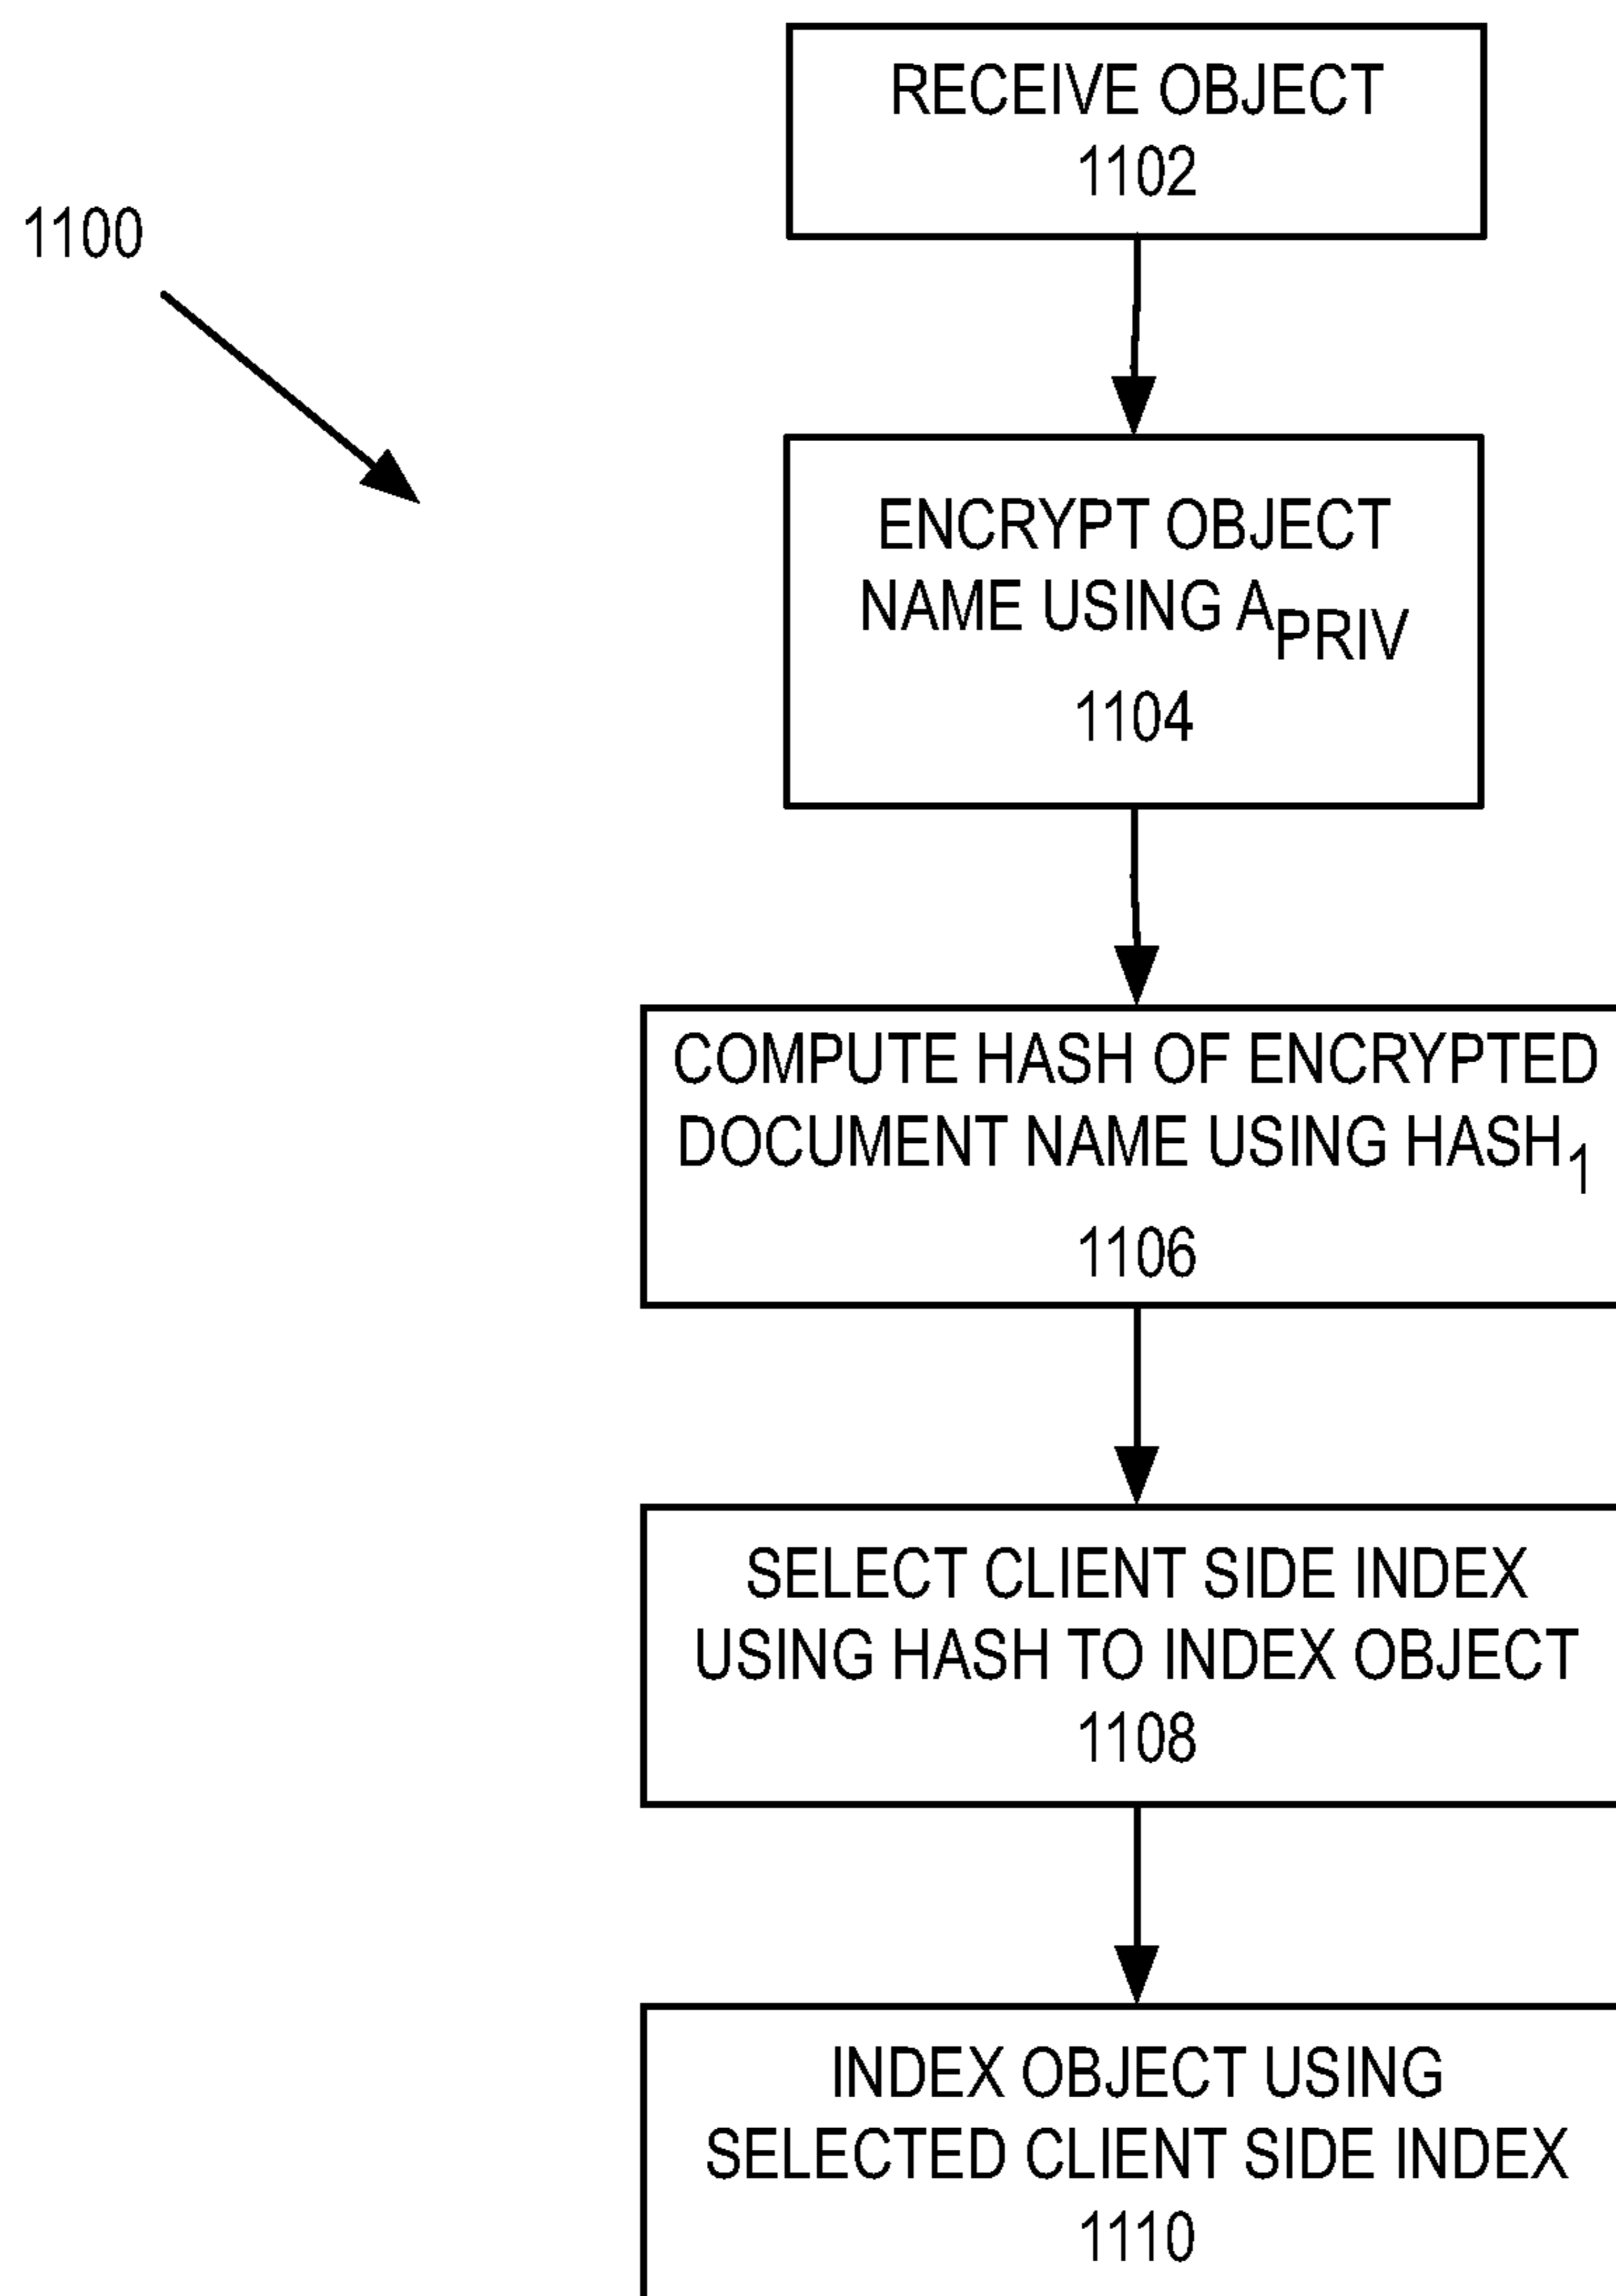 RECEIVE OBJECT
1102
1100
ENCRYPT OBJECT
NAME USING APRIV
1104
COMPUTE HASH OF ENCRYPTED
DOCUMENT NAME USING HASH1
1106
SELECT CLIENT SIDE INDEX
USING HASH TO INDEX OBJECT
1108
INDEX OBJECT USING
SELECTED CLIENT SIDE INDEX
1110